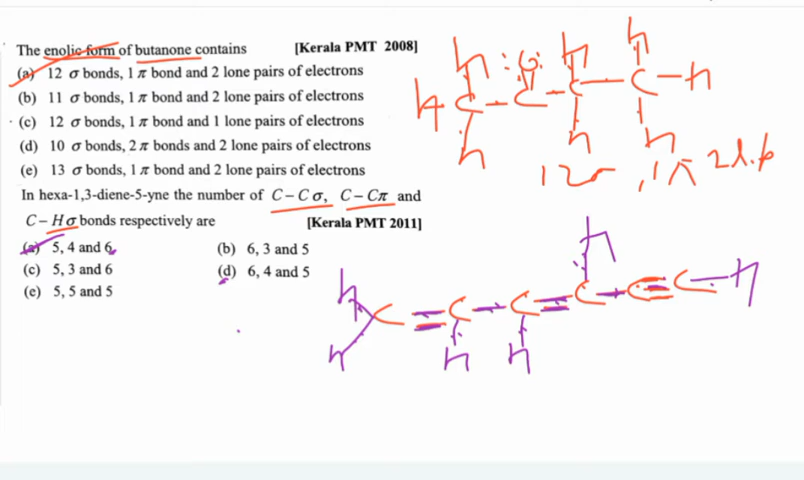 The enolic form of butanone contains [Kerala PMT 2008]
(a) 12 σ bonds, 1 π bond and 2 lone pairs of electrons
(b) 11 σ bonds, 1 π bond and 2 lone pairs of electrons
(c) 12 σ bonds, 1 π bond and 1 lone pairs of electrons
(d) 10 σ bonds, 2 π bonds and 2 lone pairs of electrons
(e) 13 σ bonds, 1 π bond and 2 lone pairs of electrons
In hexa-1,3-diene-5-yne the number of C – C σ, C – C π and
C – H σ bonds respectively are [Kerala PMT 2011]
(a) 5, 4 and 6
(b) 6, 3 and 5
(c) 5, 3 and 6
(d) 6, 4 and 5
(e) 5, 5 and 5
H :O: H H
H C – C – C – C – H
H H H
12σ, 1π 2l.p
H H
C = C – C = C – C ≡ C – H
H H H